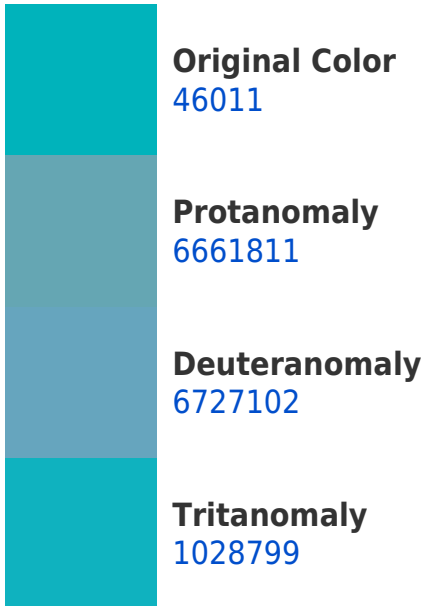 Original Color
46011
Protanomaly
6661811
Deuteranomaly
6727102
Tritanomaly
1028799